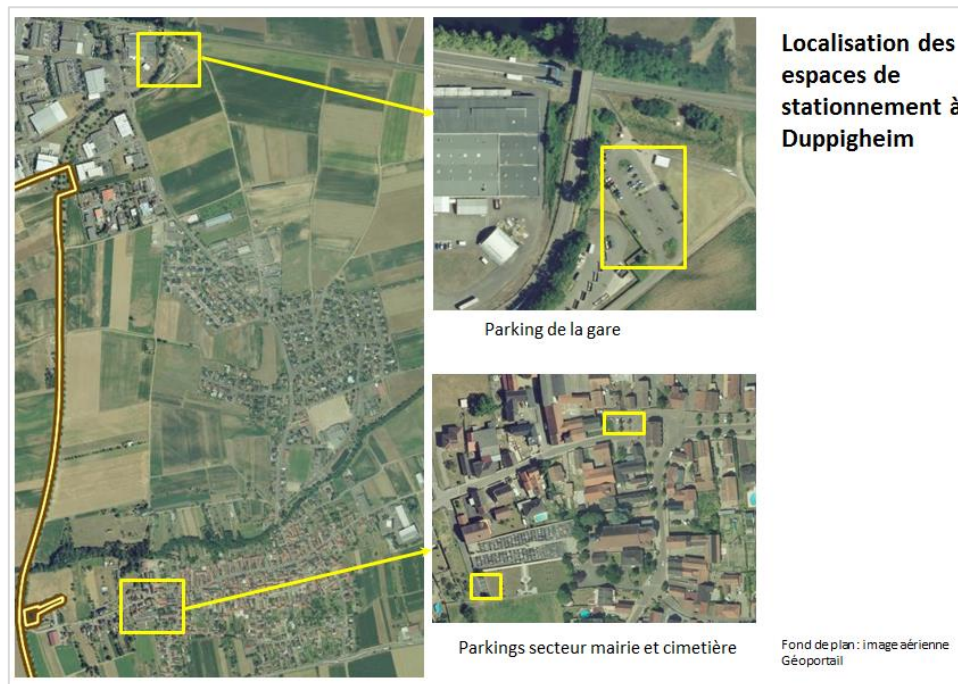 Localisation des
espaces de
stationnement à
Duppigheim
Parking de la gare
Parkings secteur mairie et cimetière
Fond de plan : image aérienne
Géoportail